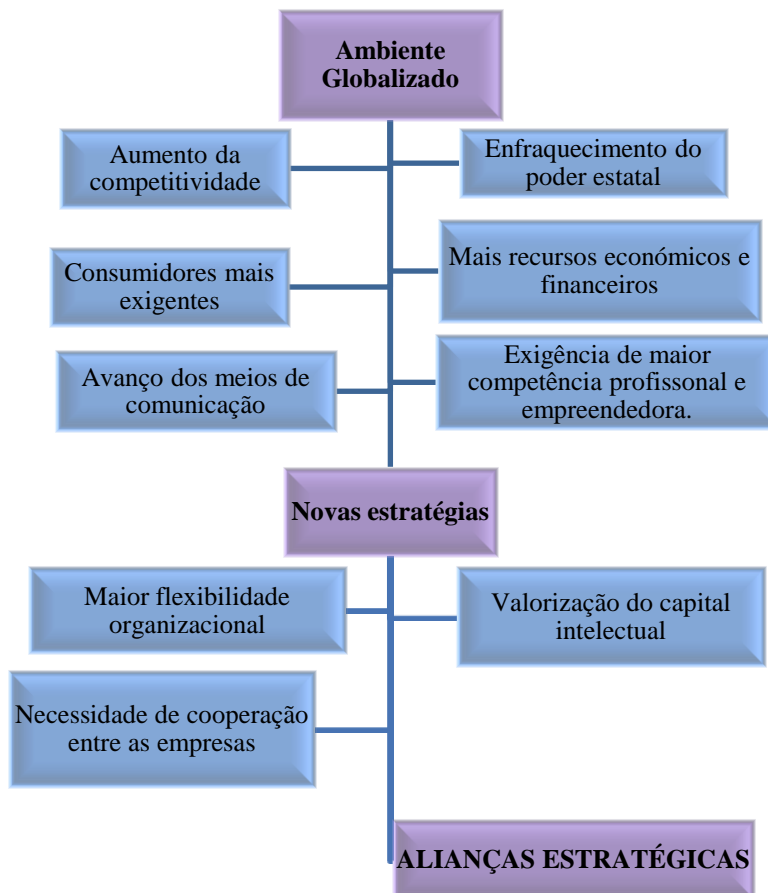 Ambiente
Globalizado
Aumento da
competitividade
Enfraquecimento do
poder estatal
Consumidores mais
exigentes
Mais recursos económicos e
financeiros
Avanço dos meios de
comunicação
Exigência de maior
competência profissonal e
empreendedora.
Novas estratégias
Maior flexibilidade
organizacional
Valorização do capital
intelectual
Necessidade de cooperação
entre as empresas
ALIANÇAS ESTRATÉGICAS